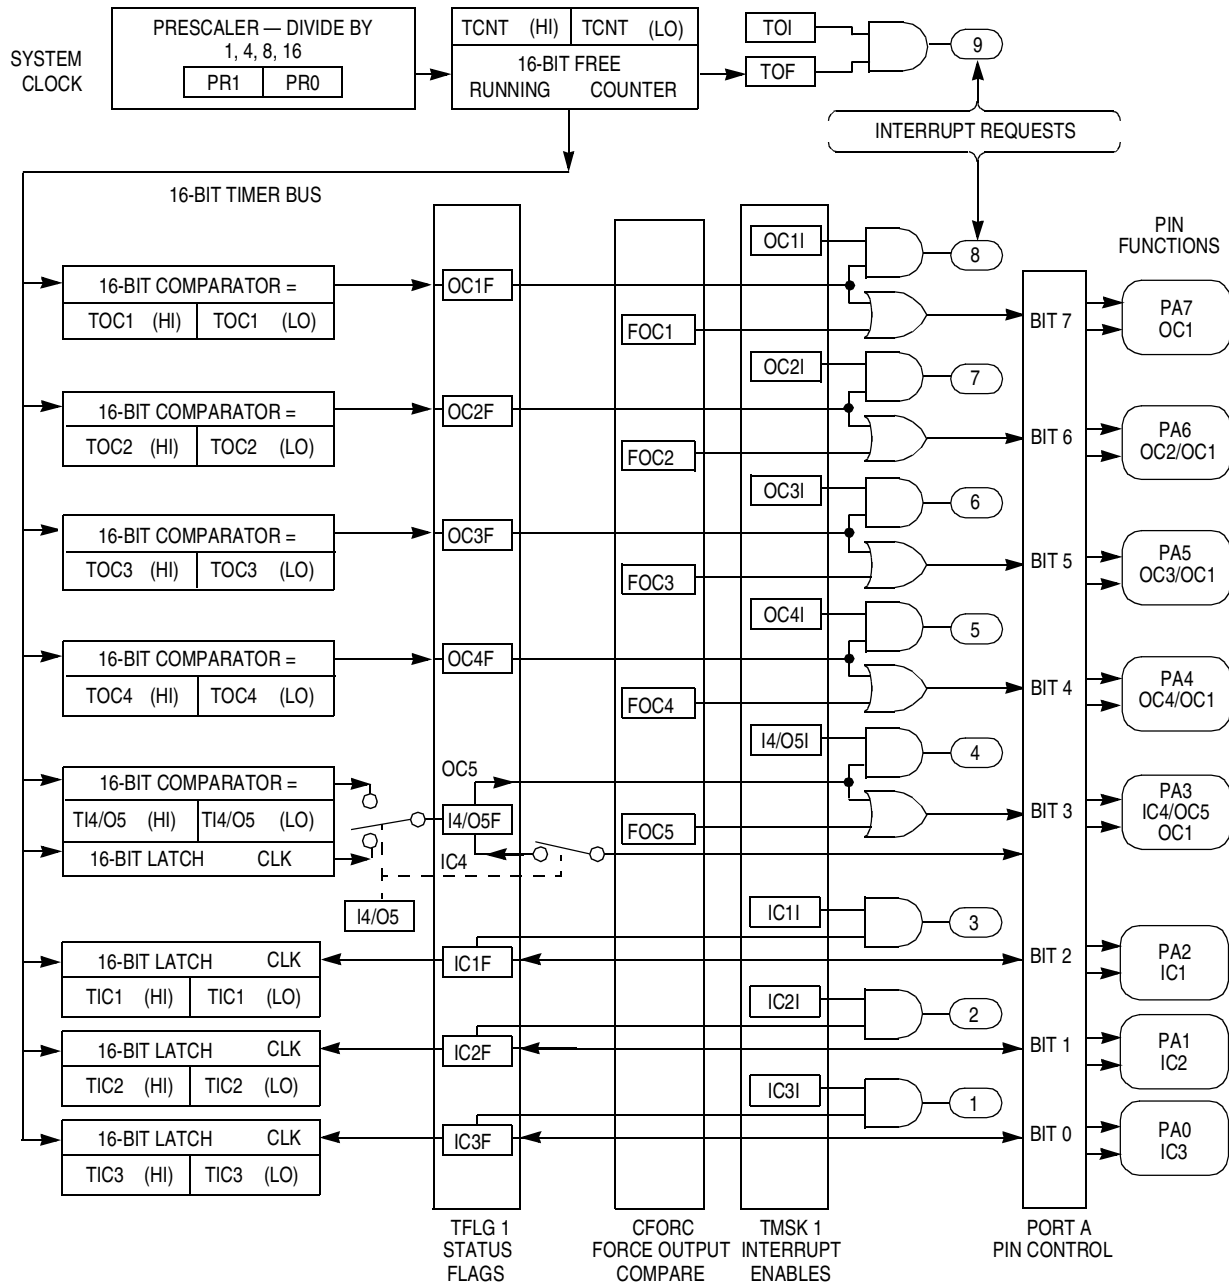 SYSTEM
CLOCK
PRESCALER — DIVIDE BY
1, 4, 8, 16
PR1 PR0
TCNT (HI) TCNT (LO)
16-BIT FREE
RUNNING COUNTER
TOI
TOF
9
INTERRUPT REQUESTS
16-BIT TIMER BUS
PIN
FUNCTIONS
OC1I
8
16-BIT COMPARATOR =
TOC1 (HI) TOC1 (LO)
OC1F
FOC1
BIT 7
PA7
OC1
OC2I
7
16-BIT COMPARATOR =
TOC2 (HI) TOC2 (LO)
OC2F
FOC2
BIT 6
PA6
OC2/OC1
OC3I
6
16-BIT COMPARATOR =
TOC3 (HI) TOC3 (LO)
OC3F
FOC3
BIT 5
PA5
OC3/OC1
OC4I
5
16-BIT COMPARATOR =
TOC4 (HI) TOC4 (LO)
OC4F
FOC4
BIT 4
PA4
OC4/OC1
I4/O5I
4
16-BIT COMPARATOR =
TI4/O5 (HI) TI4/O5 (LO)
16-BIT LATCH CLK
OC5
I4/O5F
IC4
I4/O5
FOC5
BIT 3
PA3
IC4/OC5
OC1
IC1I
3
16-BIT LATCH CLK
TIC1 (HI) TIC1 (LO)
IC1F
BIT 2
PA2
IC1
IC2I
2
16-BIT LATCH CLK
TIC2 (HI) TIC2 (LO)
IC2F
BIT 1
PA1
IC2
IC3I
1
16-BIT LATCH CLK
TIC3 (HI) TIC3 (LO)
IC3F
BIT 0
PA0
IC3
TFLG 1
STATUS
FLAGS
CFORC
FORCE OUTPUT
COMPARE
TMSK 1
INTERRUPT
ENABLES
PORT A
PIN CONTROL